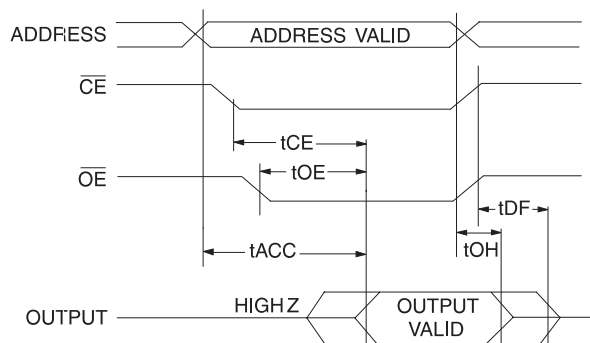 ADDRESS
ADDRESS VALID
CE
tCE
tOE
OE
tDF
tACC
tOH
HIGH Z
OUTPUT
OUTPUT
VALID